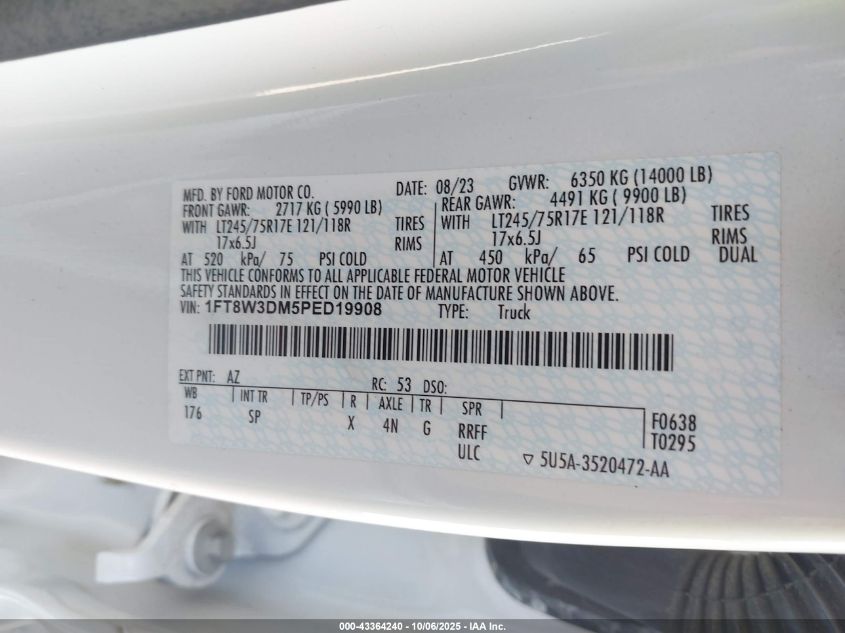 MFD. BY FORD MOTOR CO. DATE: 08/23 GVWR: 6350 KG (14000 LB)
FRONT GAWR: 2717 KG ( 5990 LB) REAR GAWR: 4491 KG ( 9900 LB)
WITH LT245/75R17E 121/118R TIRES WITH LT245/75R17E 121/118R TIRES
17x6.5J RIMS 17x6.5J RIMS
AT 520 kPa/ 75 PSI COLD AT 450 kPa/ 65 PSI COLD DUAL
THIS VEHICLE CONFORMS TO ALL APPLICABLE FEDERAL MOTOR VEHICLE
SAFETY STANDARDS IN EFFECT ON THE DATE OF MANUFACTURE SHOWN ABOVE.
VIN: 1FT8W3DM5PED19908 TYPE: Truck
EXT PNT: AZ RC: 53 DSO:
WB INT TR TP/PS R AXLE TR SPR
176 SP X 4N G RRFF
ULC
F0638
T0295
▽ 5U5A-3520472-AA
000-43364240 - 10/06/2025 - IAA Inc.